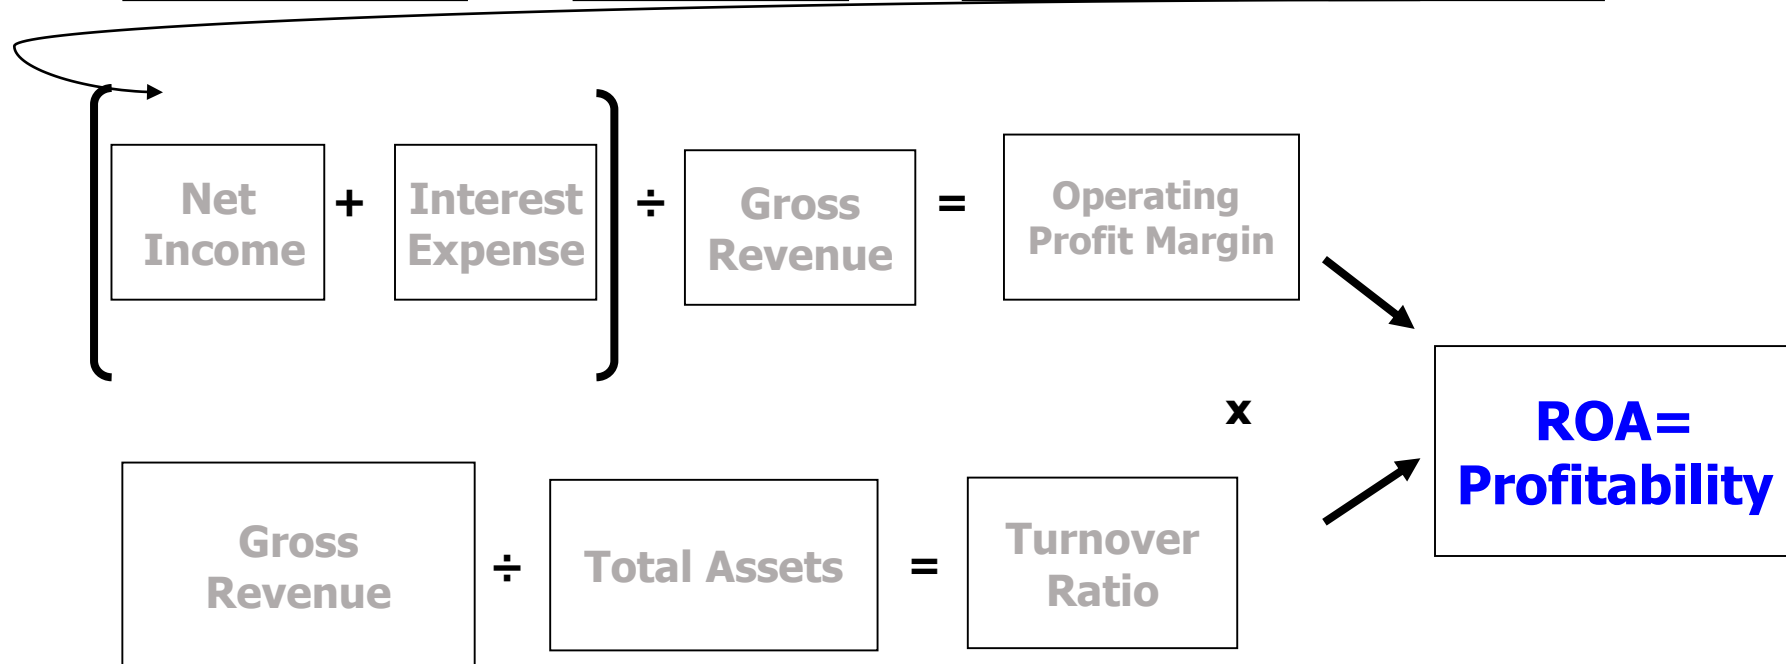 Net
Income
+
Interest
Expense
÷
Gross
Revenue
=
Operating
Profit Margin
x
ROA=
Profitability
Gross
Revenue
÷
Total Assets
=
Turnover
Ratio